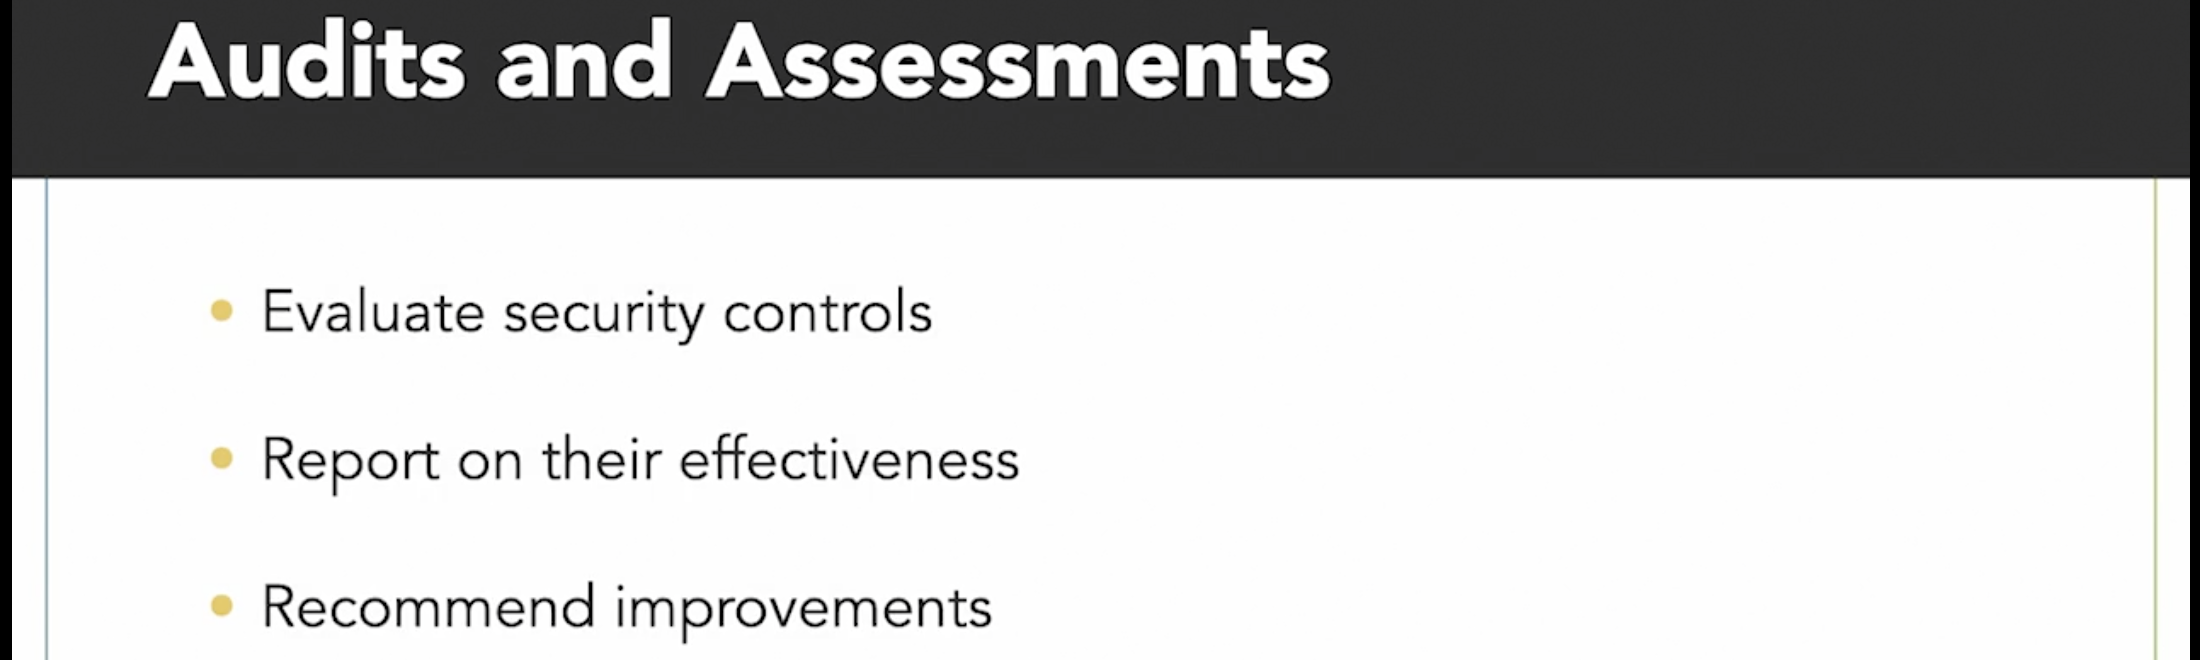 Audits and Assessments
Evaluate security controls
Report on their effectiveness
Recommend improvements